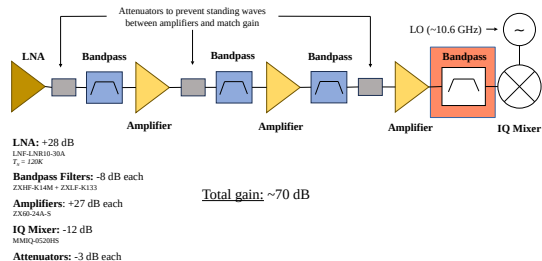 Attenuators to prevent standing waves
between amplifiers and match gain
LO (~10.6 GHz)
~
LNA
Bandpass
Bandpass
Bandpass
Bandpass
Amplifier
Amplifier
Amplifier
IQ Mixer
LNA: +28 dB
LNF-LNR10-30A
Tₑ = 120K
Bandpass Filters: -8 dB each
ZXHF-K14M + ZXLF-K133
Amplifiers: +27 dB each
ZX60-24A-S
IQ Mixer: -12 dB
MMIQ-0520HS
Attenuators: -3 dB each
Total gain: ~70 dB